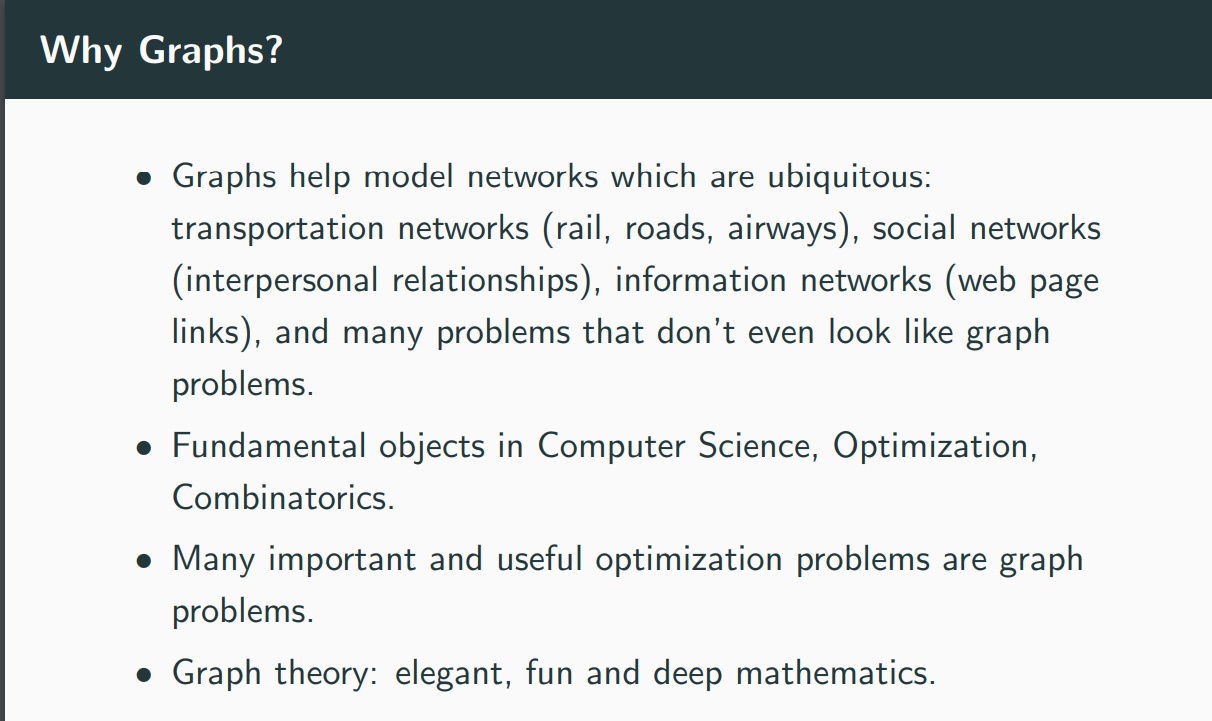 Why Graphs?
• Graphs help model networks which are ubiquitous:
transportation networks (rail, roads, airways), social networks
(interpersonal relationships), information networks (web page
links), and many problems that don't even look like graph
problems.
• Fundamental objects in Computer Science, Optimization,
Combinatorics.
• Many important and useful optimization problems are graph
problems.
• Graph theory: elegant, fun and deep mathematics.